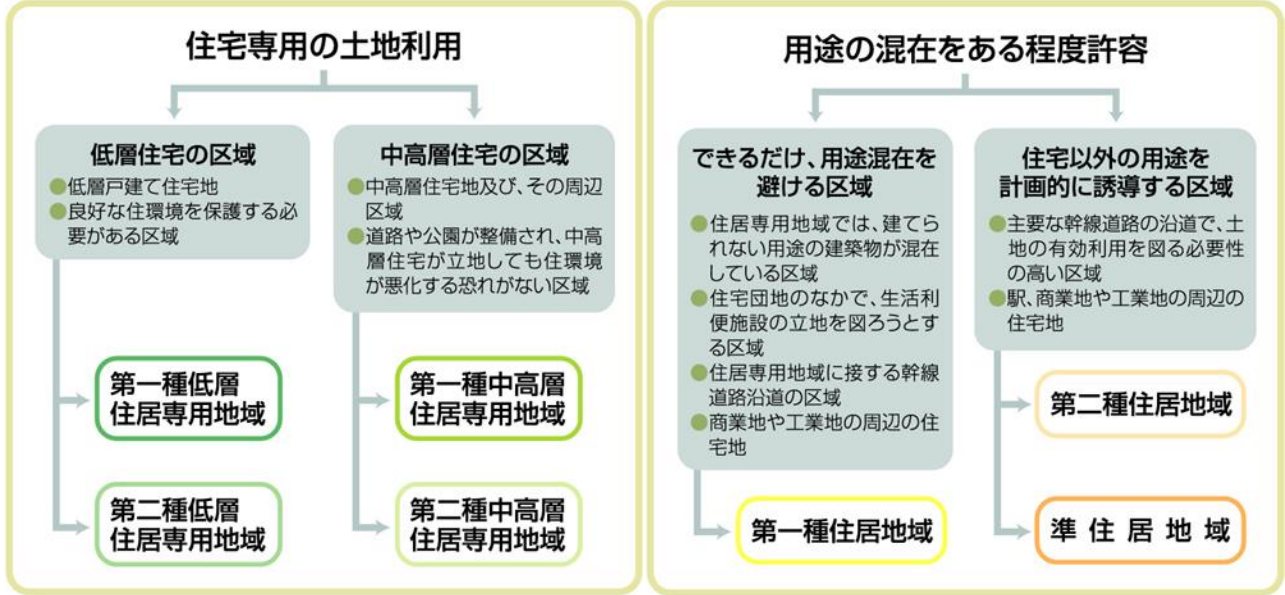 住宅専用の土地利用
低層住宅の区域
●低層戸建て住宅地
●良好な住環境を保護する必
要がある区域
第一種低層
住居専用地域
第二種低層
住居専用地域
中高層住宅の区域
●中高層住宅地及び、その周辺
区域
●道路や公園が整備され、中高
層住宅が立地しても住環境
が悪化する恐れがない区域
第一種中高層
住居専用地域
第二種中高層
住居専用地域
用途の混在をある程度許容
できるだけ、用途混在を
避ける区域
●住居専用地域では、建てら
れない用途の建築物が混在
している区域
●住宅団地のなかで、生活利
便施設の立地を図ろうとす
る区域
●住居専用地域に接する幹線
道路沿道の区域
●商業地や工業地の周辺の住
宅地
第一種住居地域
住宅以外の用途を
計画的に誘導する区域
●主要な幹線道路の沿道で、土
地の有効利用を図る必要性
の高い区域
●駅、商業地や工業地の周辺の
住宅地
第二種住居地域
準住居地域